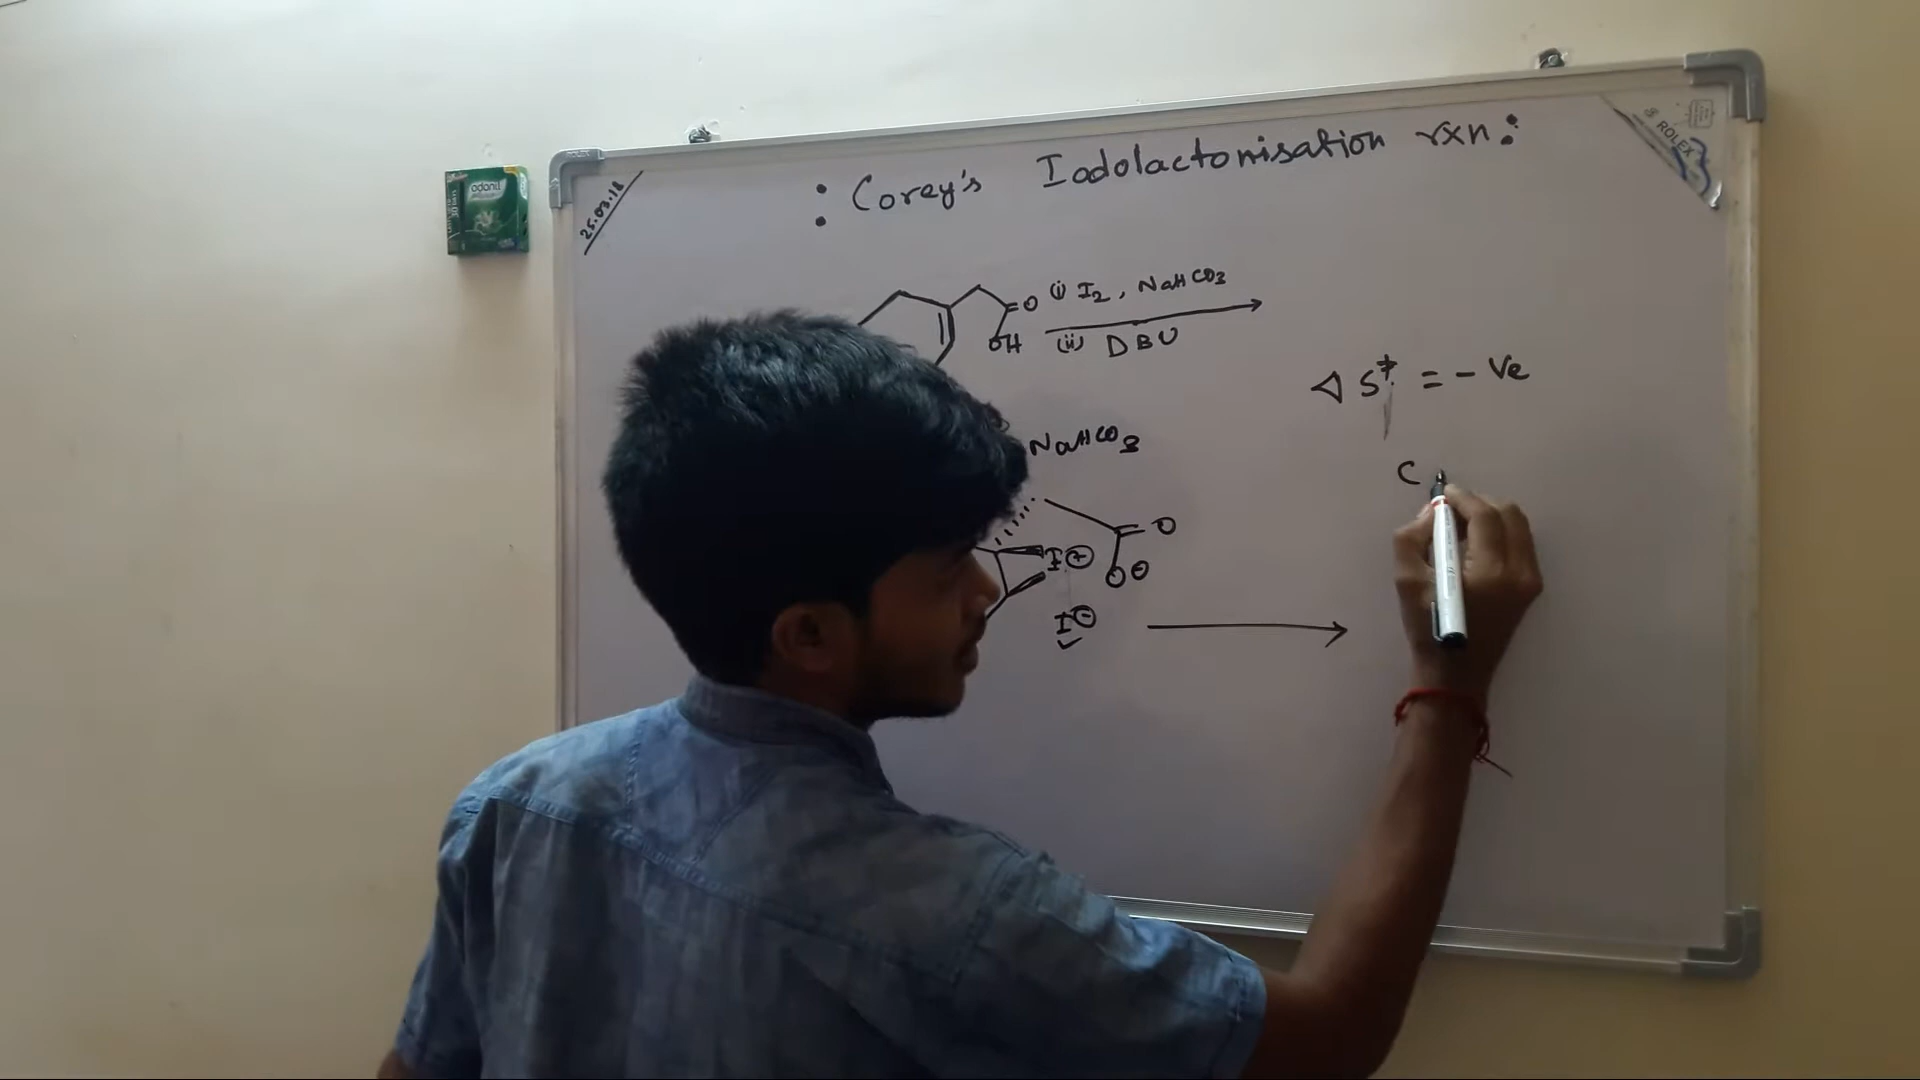 25.03.18
: Corey's Iodolactonisation rxn :
ROLEX
odonil
O (i) I2, NaHCO3
OH (ii) DBU
ΔS‡ = - Ve
NaHCO3
C
O
I⊕
O⊖
I⊖